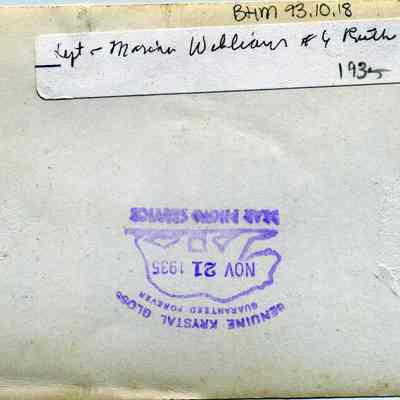 BHM 93.10.18
Left - Marina Williams # 4 Ruth
1935
BEAR PHOTO SERVICE
NOV 21 1935
GUARANTEED FOREVER
GENUINE KRYSTAL GLOSS